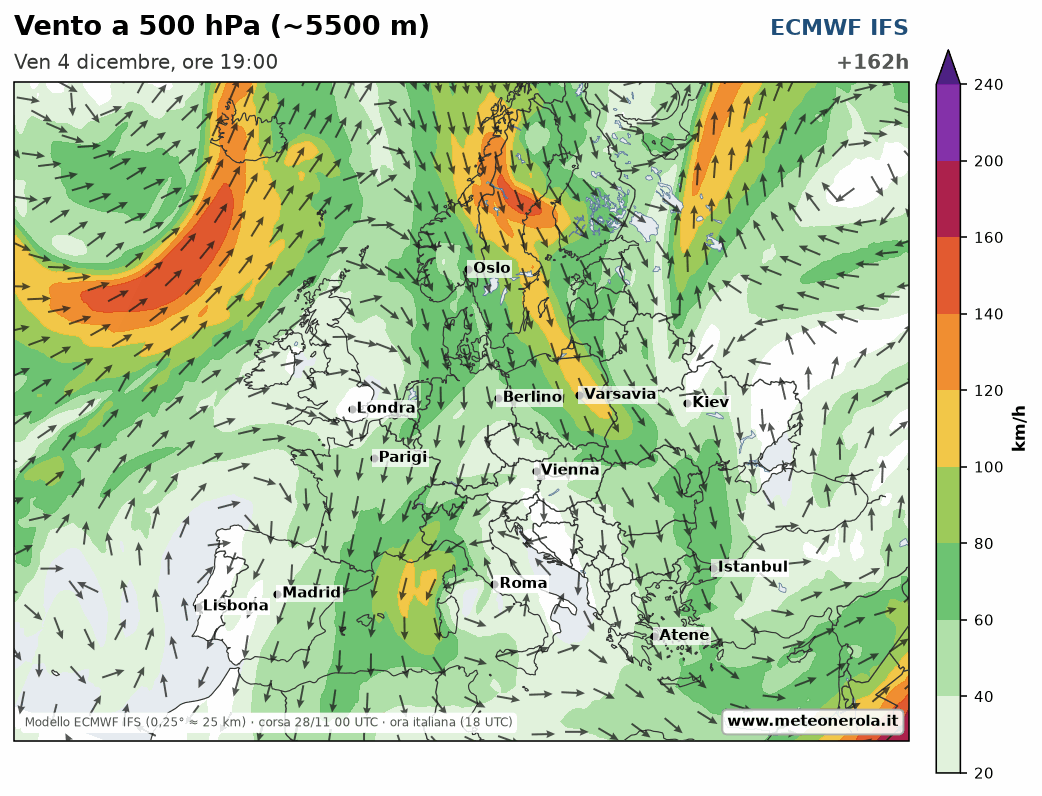 Vento a 500 hPa (~5500 m)
ECMWF IFS
Ven 4 dicembre, ore 19:00
+162h
240
200
160
140
120
100
80
60
40
20
km/h
Oslo
Berlino
Varsavia
Kiev
Londra
Parigi
Vienna
Istanbul
Roma
Madrid
Lisbona
Atene
Modello ECMWF IFS (0,25° ≈ 25 km) · corsa 28/11 00 UTC · ora italiana (18 UTC)
www.meteonerola.it